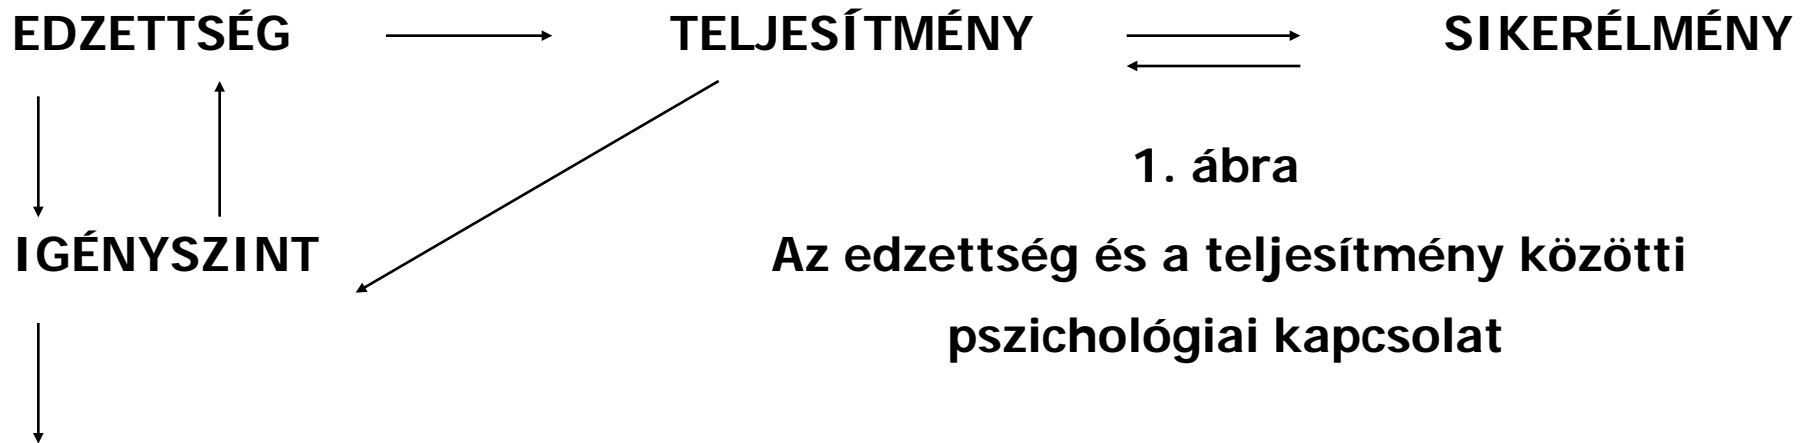 EDZETTSÉG TELJESÍTMÉNY SIKERÉLMÉNY
1. ábra
IGÉNYSZINT Az edzettség és a teljesítmény közötti
pszichológiai kapcsolat